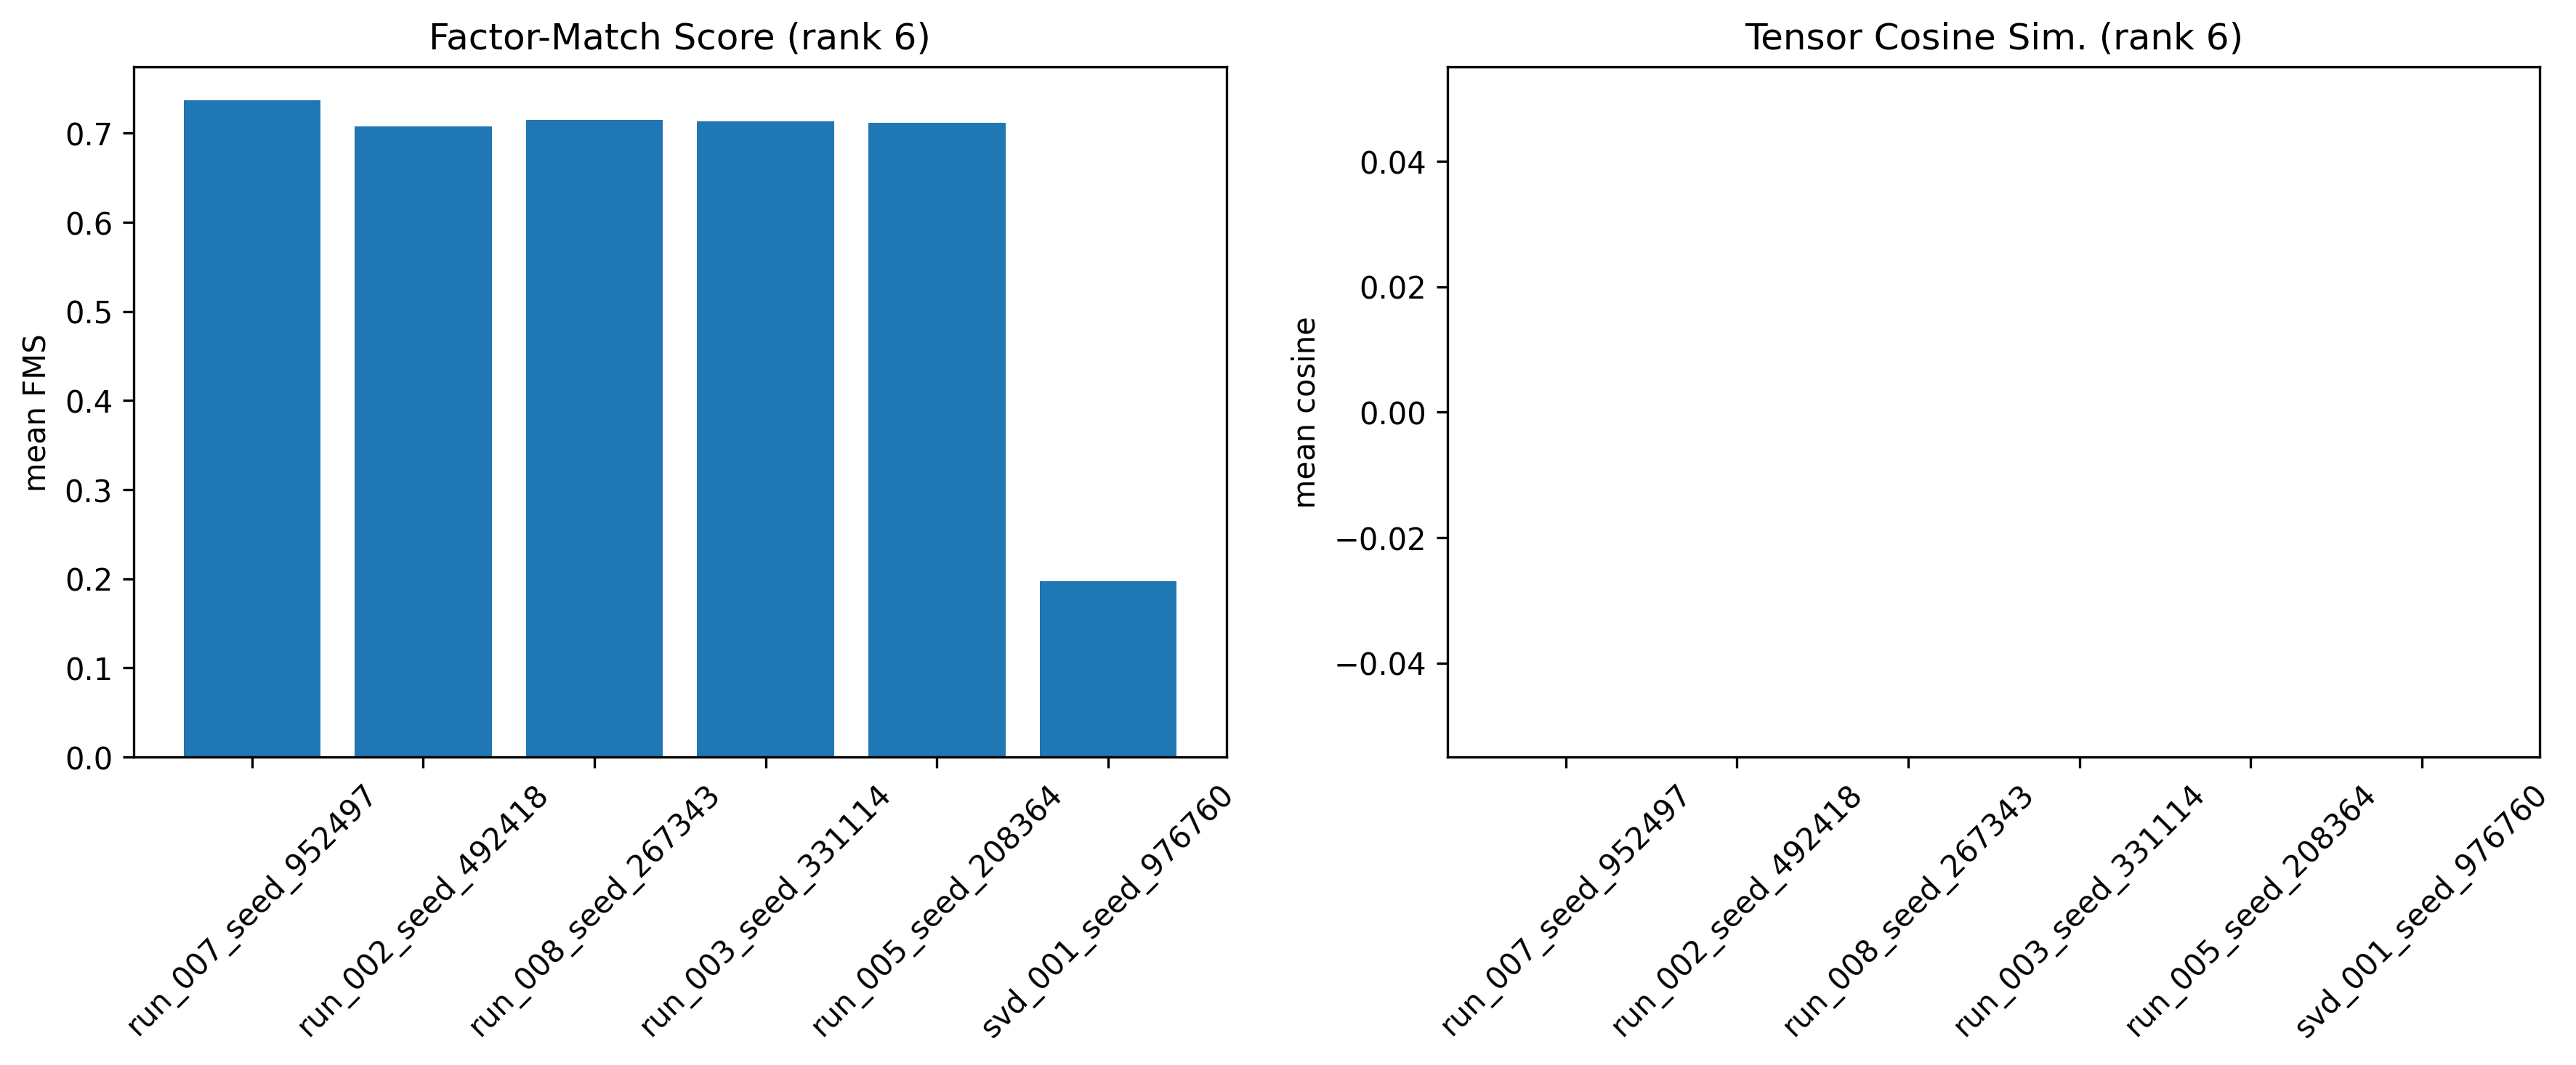 Factor-Match Score (rank 6)
mean FMS
0.7
0.6
0.5
0.4
0.3
0.2
0.1
0.0
run_007_seed_952497
run_002_seed_492418
run_008_seed_267343
run_003_seed_331114
run_005_seed_208364
svd_001_seed_976760
Tensor Cosine Sim. (rank 6)
mean cosine
0.04
0.02
0.00
−0.02
−0.04
run_007_seed_952497
run_002_seed_492418
run_008_seed_267343
run_003_seed_331114
run_005_seed_208364
svd_001_seed_976760